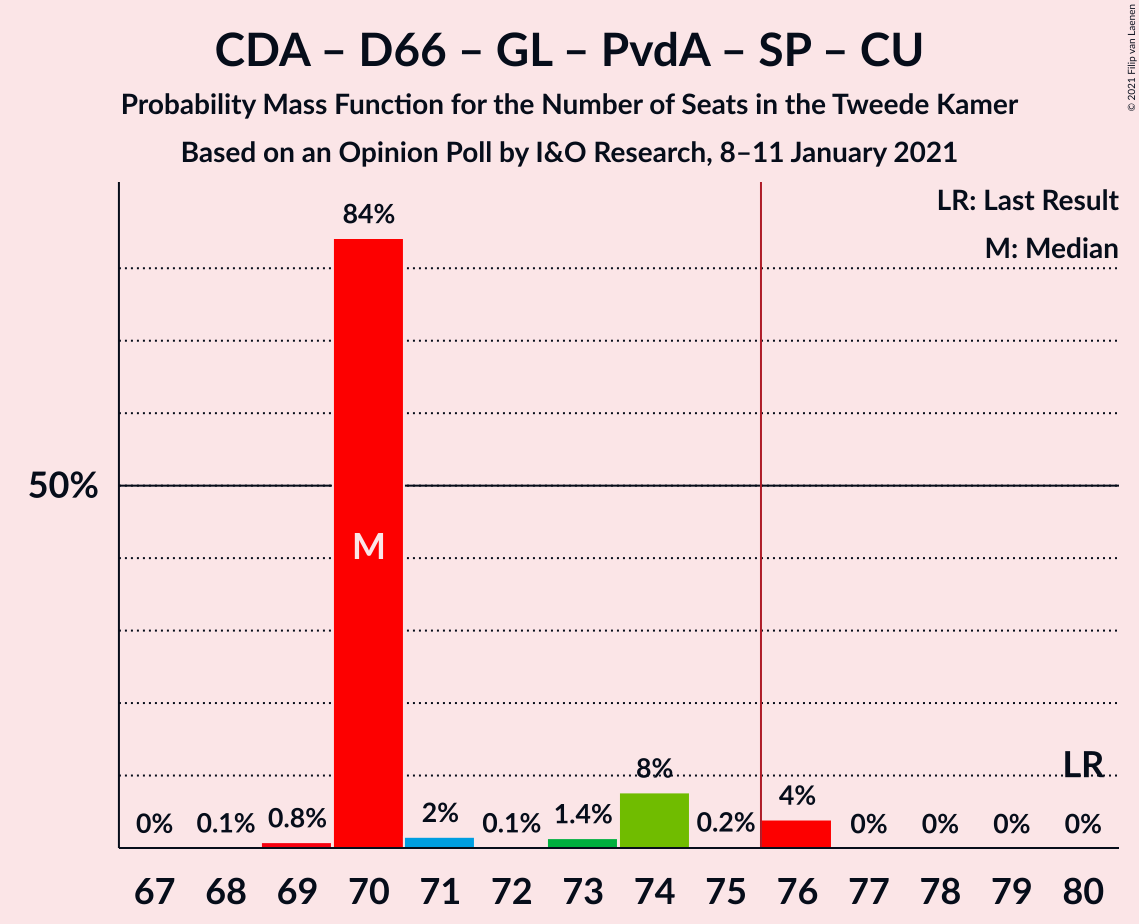 CDA – D66 – GL – PvdA – SP – CU
Probability Mass Function for the Number of Seats in the Tweede Kamer
Based on an Opinion Poll by I&O Research, 8–11 January 2021
© 2021 Filip van Laenen
LR: Last Result
M: Median
84%
50%
M
LR
0% 0.1% 0.8% 2% 0.1% 1.4% 8% 0.2% 4% 0% 0% 0% 0%
67 68 69 70 71 72 73 74 75 76 77 78 79 80